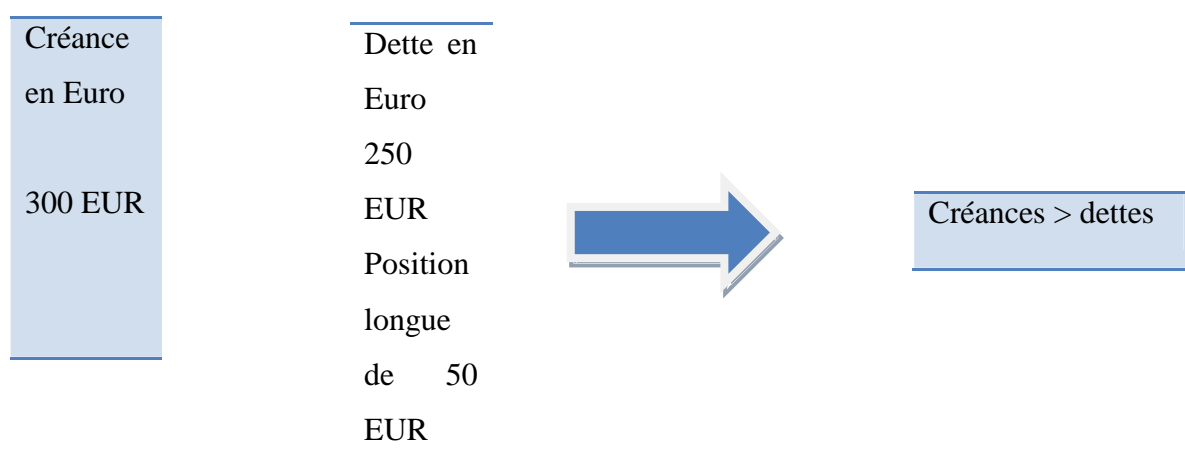 Créance
en Euro
300 EUR
Dette en
Euro
250
EUR
Position
longue
de 50
EUR
Créances > dettes